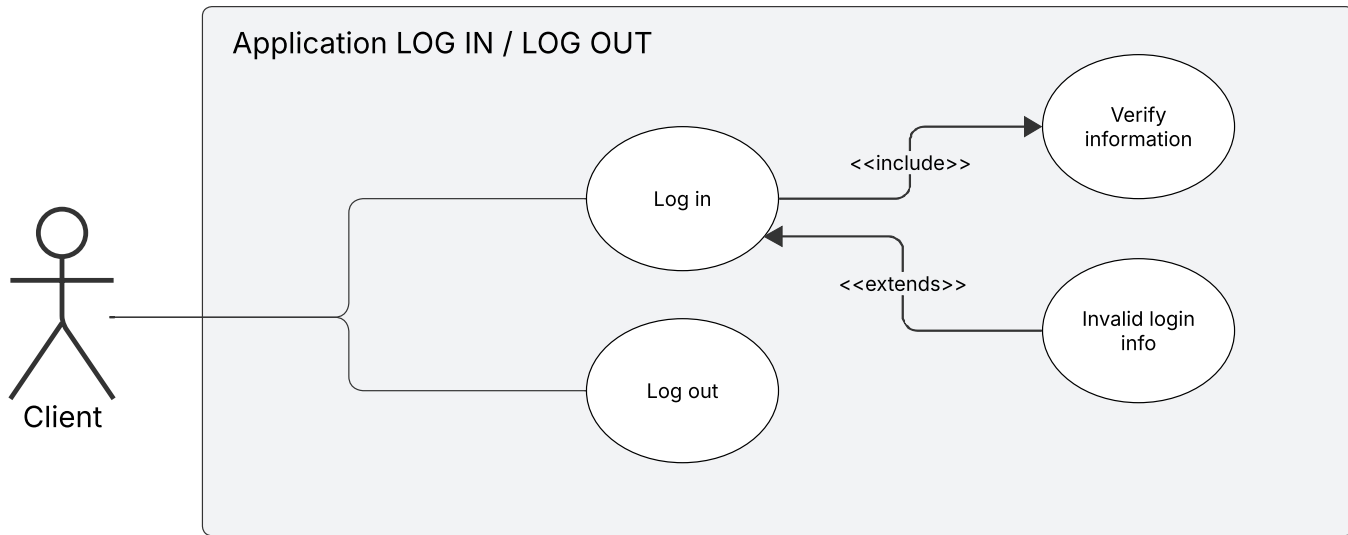 Application LOG IN / LOG OUT
Verify
information
<<include>>
Log in
<<extends>>
Invalid login
info
Log out
Client